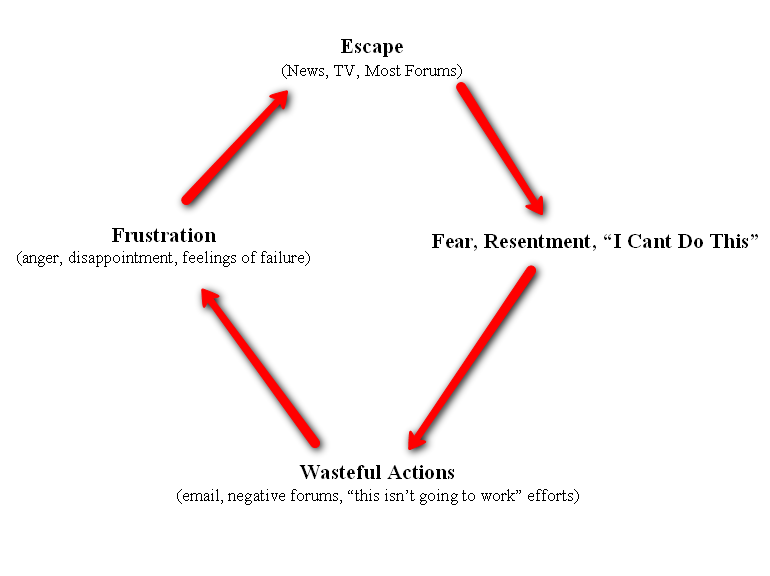 Escape
(News, TV, Most Forums)
Frustration
(anger, disappointment, feelings of failure)
Fear, Resentment, “I Cant Do This”
Wasteful Actions
(email, negative forums, “this isn’t going to work” efforts)